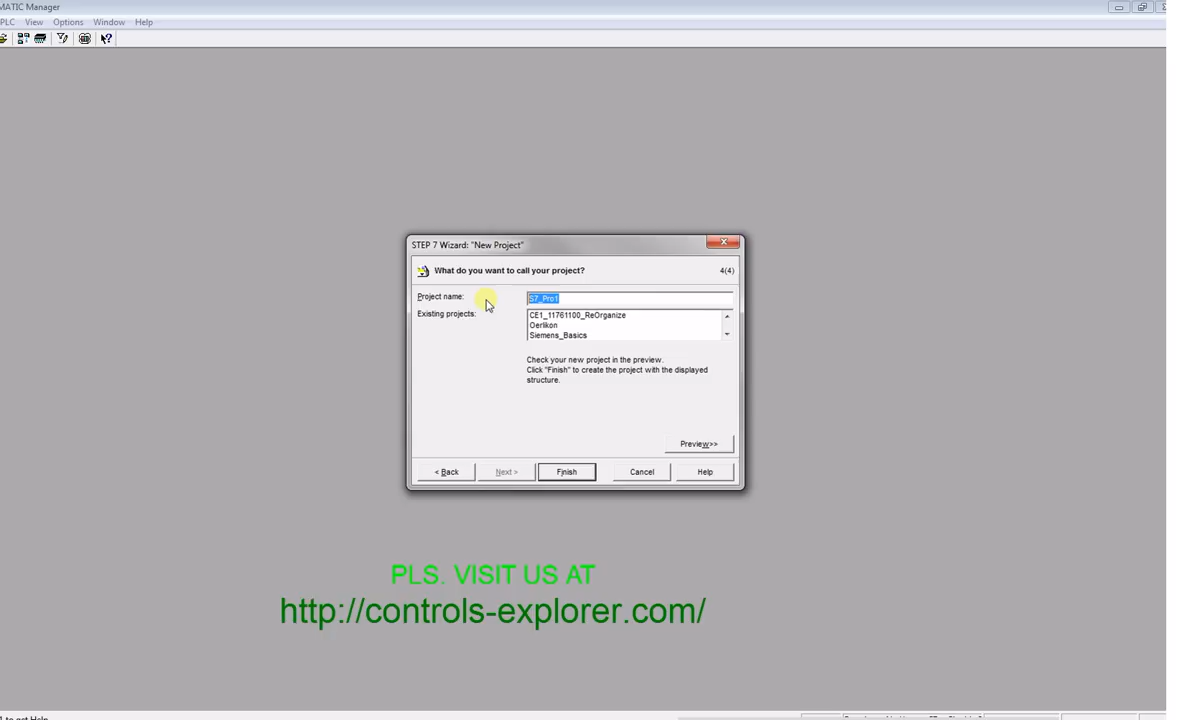 MATIC Manager
PLC View Options Window Help
STEP 7 Wizard: "New Project"
What do you want to call your project? 4(4)
Project name: S7_Pro1
Existing projects: CE1_11761100_ReOrganize
Oerlikon
Siemens_Basics
Check your new project in the preview.
Click "Finish" to create the project with the displayed
structure.
Preview>>
< Back Next > Finish Cancel Help
PLS. VISIT US AT
http://controls-explorer.com/
to get Help